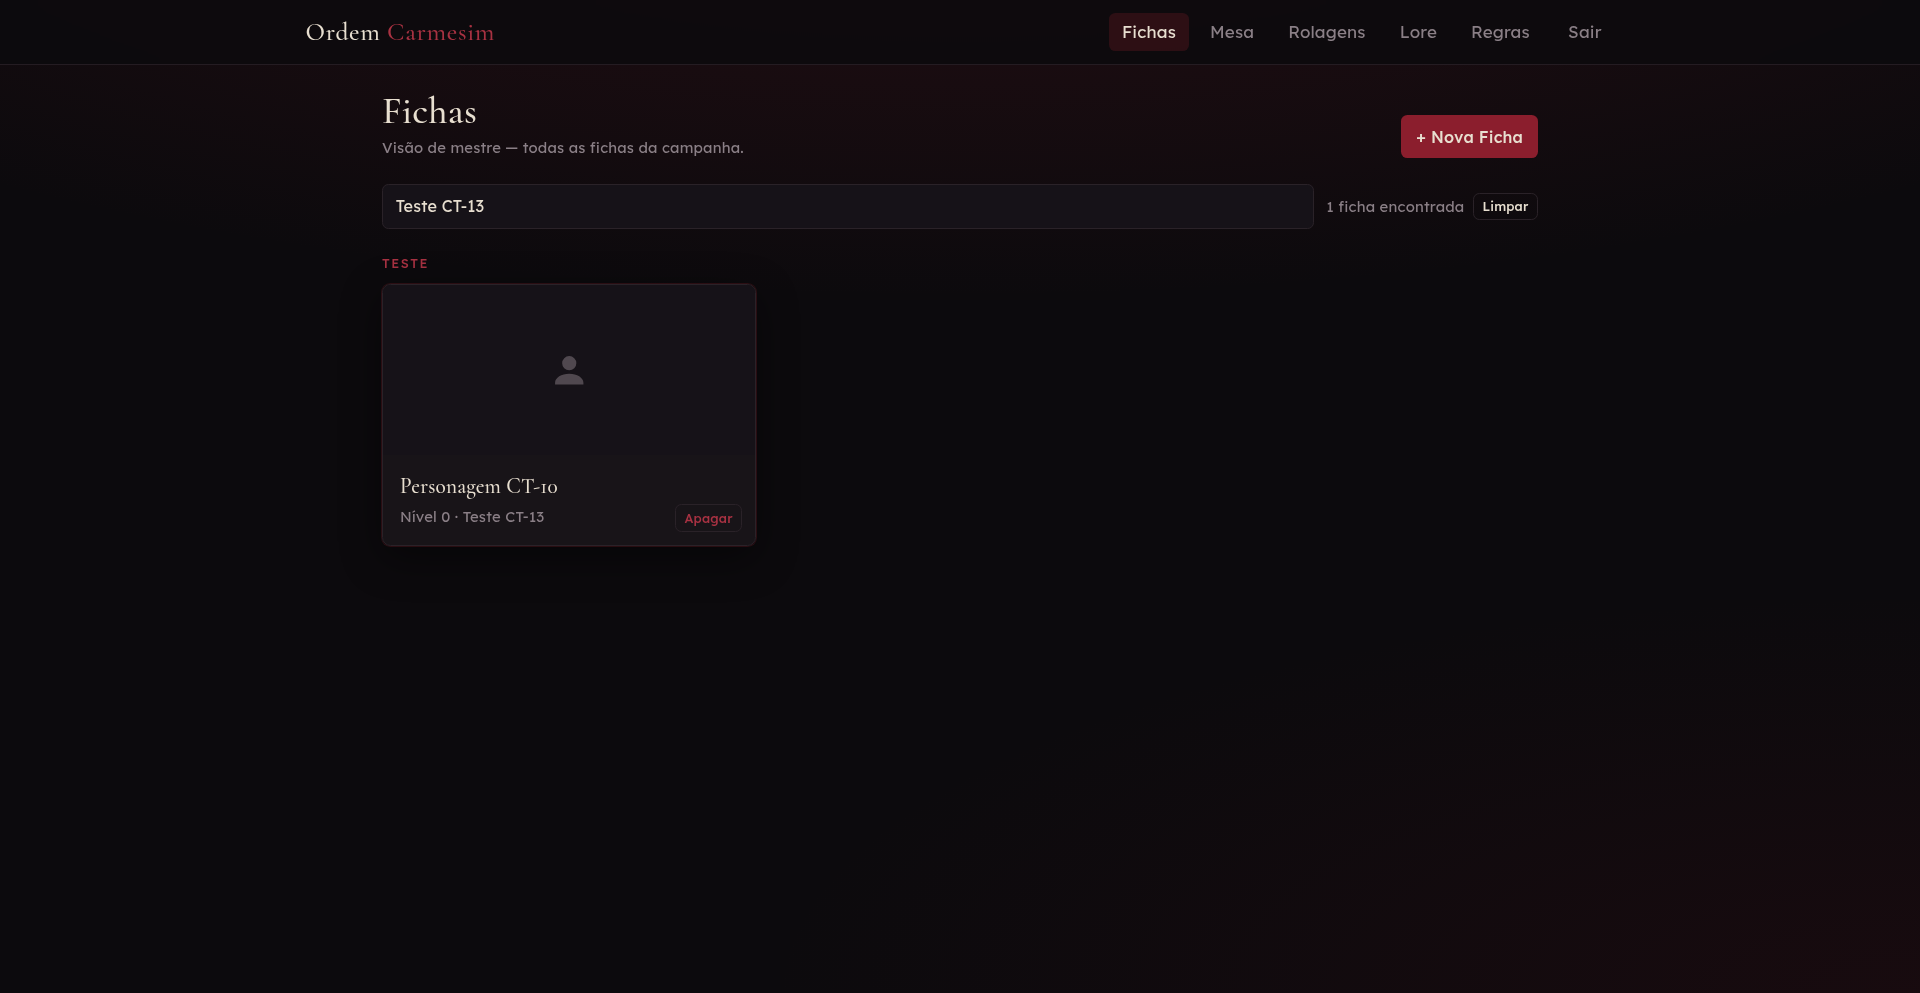 Ordem Carmesim
Fichas Mesa Rolagens Lore Regras Sair
Fichas
Visão de mestre — todas as fichas da campanha.
+ Nova Ficha
Teste CT-13
1 ficha encontrada Limpar
TESTE
Personagem CT-10
Nível 0 · Teste CT-13
Apagar